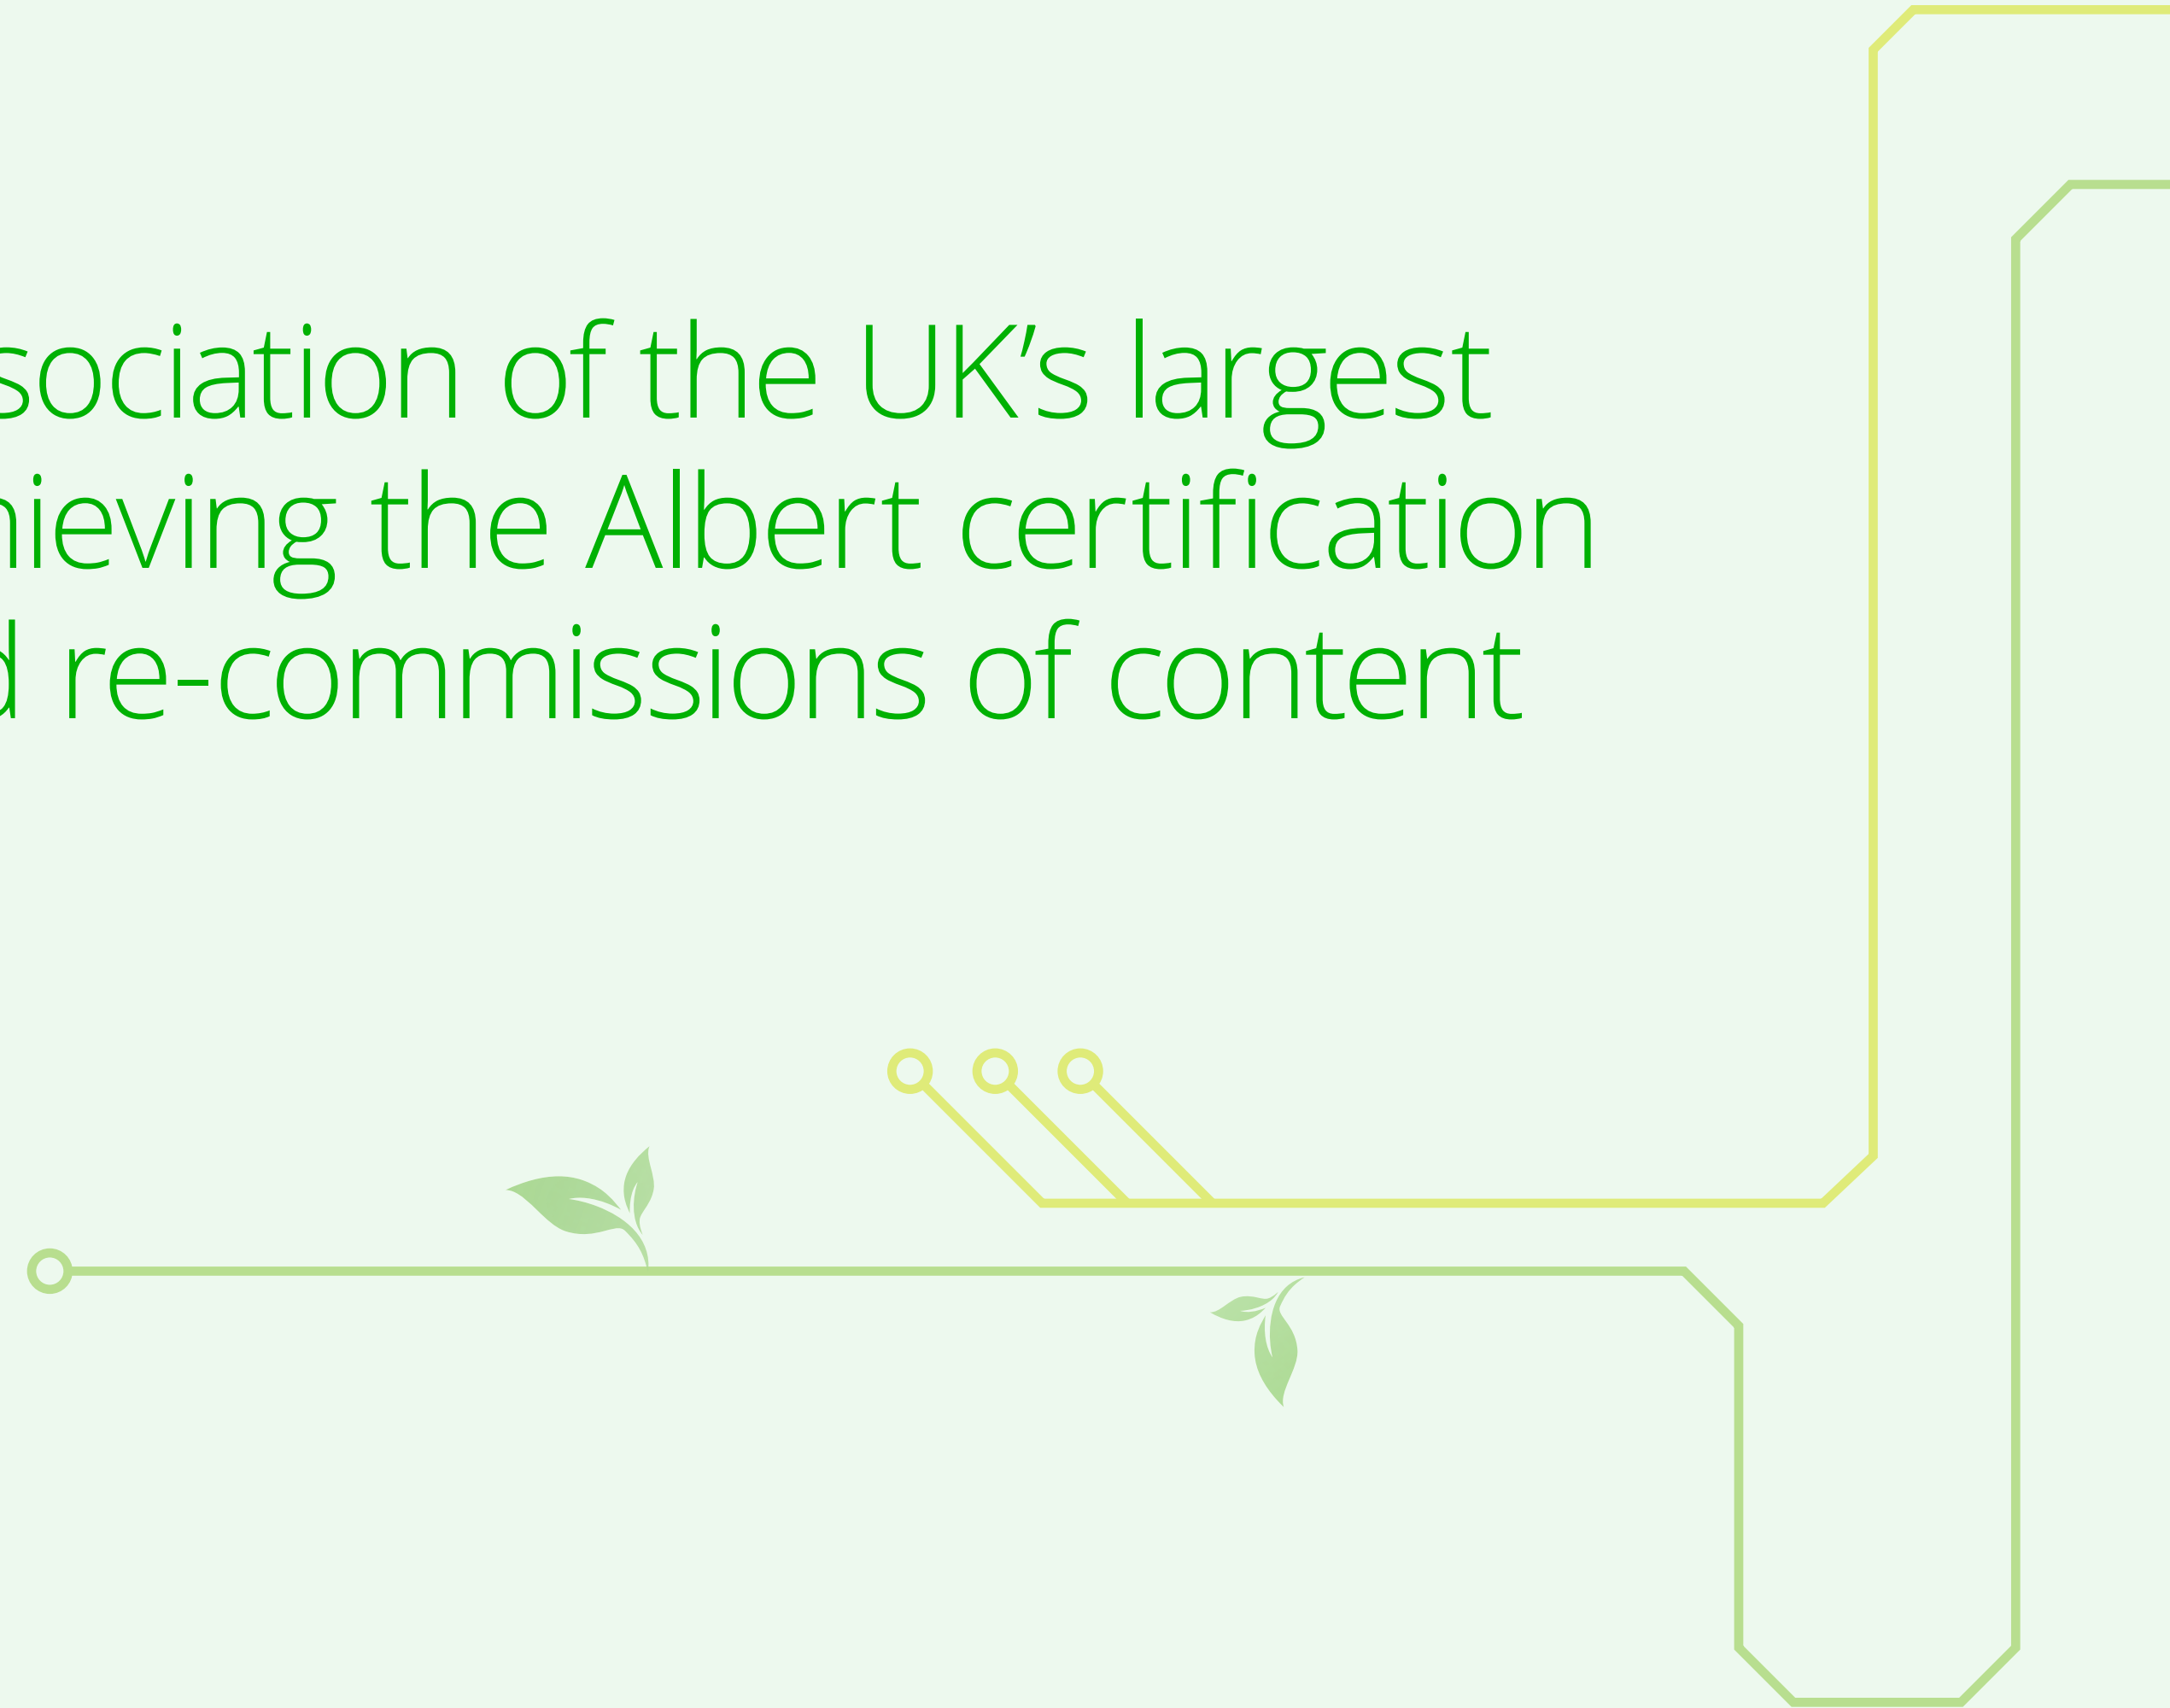 sociation of the UK’s largest
hieving the Albert certification
d re-commissions of content